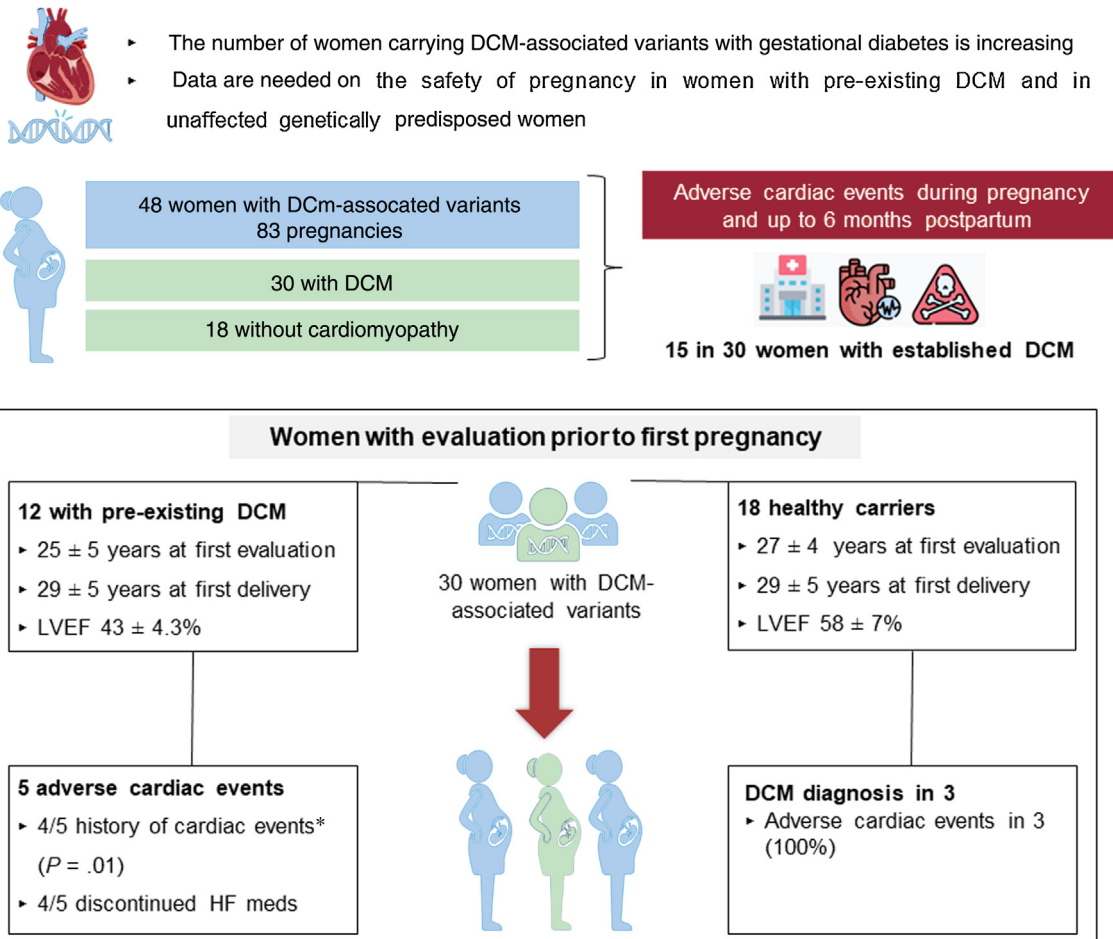 ▸ The number of women carrying DCM-associated variants with gestational diabetes is increasing
▸ Data are needed on the safety of pregnancy in women with pre-existing DCM and in
unaffected genetically predisposed women
48 women with DCm-assocated variants
83 pregnancies
30 with DCM
18 without cardiomyopathy
Adverse cardiac events during pregnancy
and up to 6 months postpartum
15 in 30 women with established DCM
Women with evaluation prior to first pregnancy
12 with pre-existing DCM
▸ 25 ± 5 years at first evaluation
▸ 29 ± 5 years at first delivery
▸ LVEF 43 ± 4.3%
30 women with DCM-
associated variants
18 healthy carriers
▸ 27 ± 4 years at first evaluation
▸ 29 ± 5 years at first delivery
▸ LVEF 58 ± 7%
5 adverse cardiac events
▸ 4/5 history of cardiac events*
(P = .01)
▸ 4/5 discontinued HF meds
DCM diagnosis in 3
▸ Adverse cardiac events in 3
(100%)